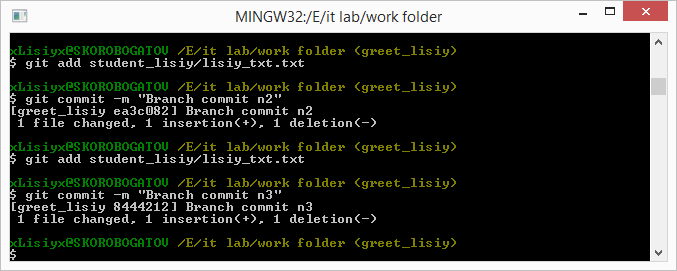 MINGW32:/E/it lab/work folder
xLisiyx@SKOROBOGATOV /E/it lab/work folder (greet_lisiy)
$ git add student_lisiy/lisiy_txt.txt
xLisiyx@SKOROBOGATOV /E/it lab/work folder (greet_lisiy)
$ git commit -m "Branch commit n2"
[greet_lisiy ea3c082] Branch commit n2
 1 file changed, 1 insertion(+), 1 deletion(-)
xLisiyx@SKOROBOGATOV /E/it lab/work folder (greet_lisiy)
$ git add student_lisiy/lisiy_txt.txt
xLisiyx@SKOROBOGATOV /E/it lab/work folder (greet_lisiy)
$ git commit -m "Branch commit n3"
[greet_lisiy 8444212] Branch commit n3
 1 file changed, 1 insertion(+), 1 deletion(-)
xLisiyx@SKOROBOGATOV /E/it lab/work folder (greet_lisiy)
$